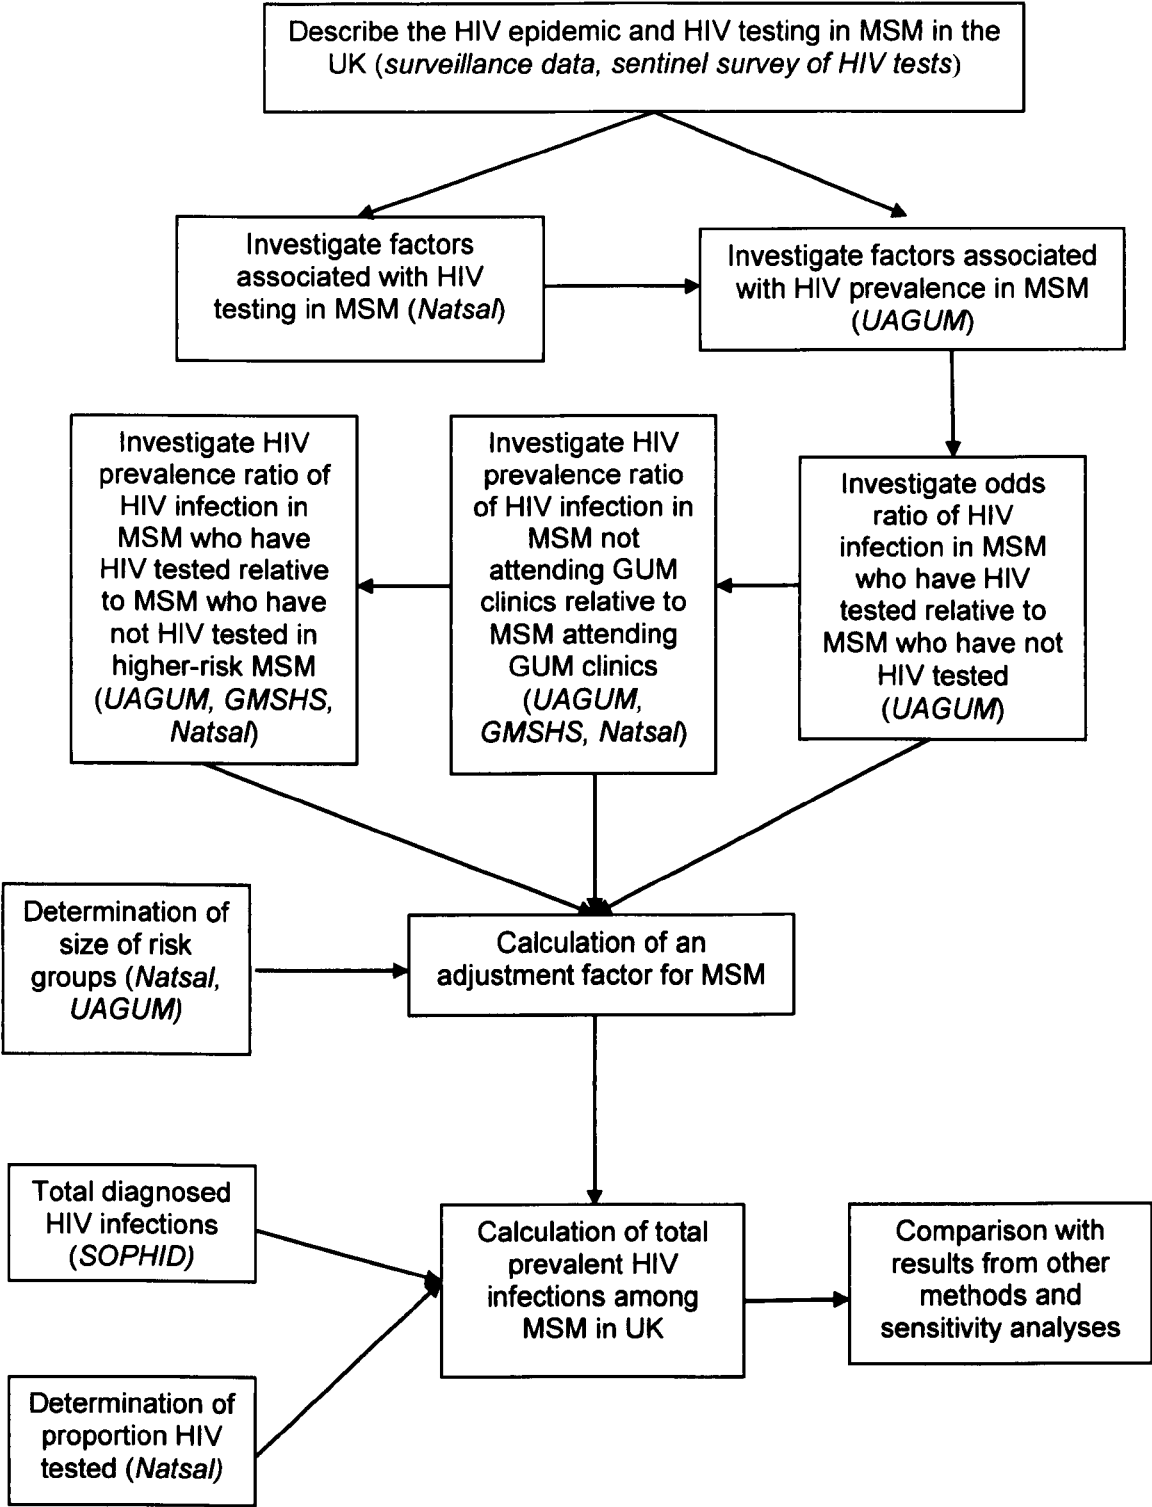 Describe the HIV epidemic and HIV testing in MSM in the
UK (surveillance data, sentinel survey of HIV tests)
Investigate factors
associated with HIV
testing in MSM (Natsal)
Investigate factors associated
with HIV prevalence in MSM
(UAGUM)
Investigate HIV
prevalence ratio of
HIV infection in
MSM who have
HIV tested relative
to MSM who have
not HIV tested in
higher-risk MSM
(UAGUM, GMSHS,
Natsal)
Investigate HIV
prevalence ratio
of HIV infection in
MSM not
attending GUM
clinics relative to
MSM attending
GUM clinics
(UAGUM,
GMSHS, Natsal)
Investigate odds
ratio of HIV
infection in MSM
who have HIV
tested relative to
MSM who have not
HIV tested
(UAGUM)
Determination of
size of risk
groups (Natsal,
UAGUM)
Calculation of an
adjustment factor for MSM
Total diagnosed
HIV infections
(SOPHID)
Calculation of total
prevalent HIV
infections among
MSM in UK
Comparison with
results from other
methods and
sensitivity analyses
Determination of
proportion HIV
tested (Natsal)